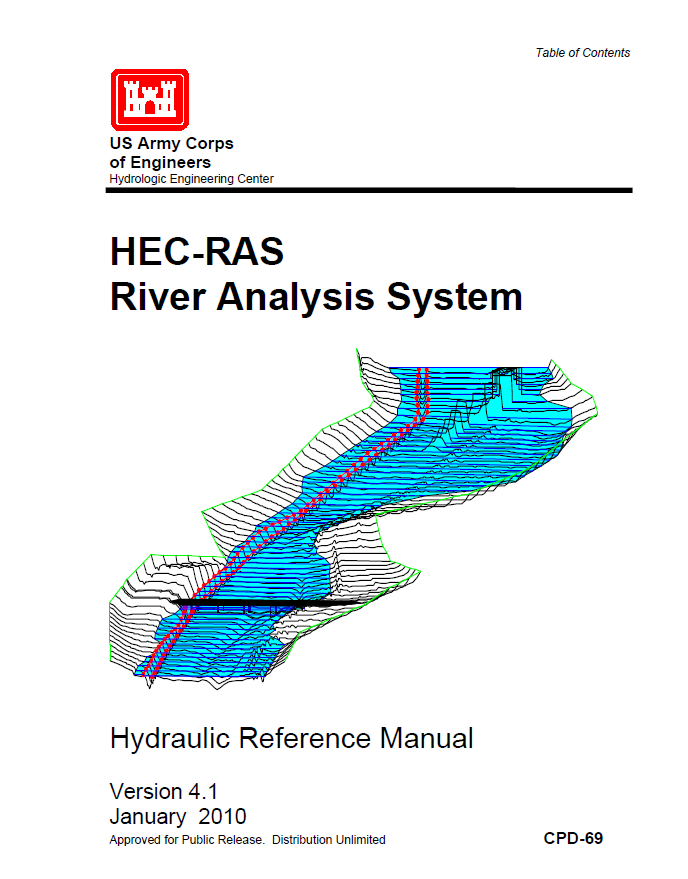 Table of Contents
US Army Corps
of Engineers
Hydrologic Engineering Center
HEC-RAS
River Analysis System
Hydraulic Reference Manual
Version 4.1
January 2010
Approved for Public Release. Distribution Unlimited CPD-69